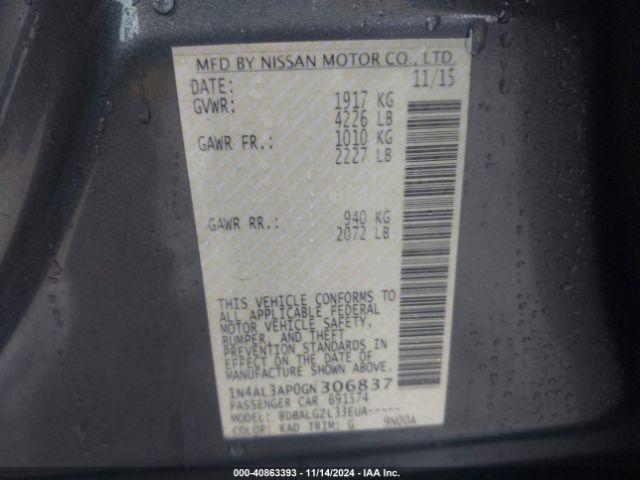 MFD BY NISSAN MOTOR CO., LTD.
DATE: 11/15
GVWR: 1917 KG
4226 LB
GAWR FR.: 1010 KG
2227 LB
GAWR RR.: 940 KG
2072 LB
THIS VEHICLE CONFORMS TO
ALL APPLICABLE FEDERAL
MOTOR VEHICLE SAFETY,
BUMPER, AND THEFT
PREVENTION STANDARDS IN
EFFECT ON THE DATE OF
MANUFACTURE SHOWN ABOVE.
1N4AL3AP0GN306837
PASSENGER CAR 691574
MODEL: BDBALGZL33EUA-----
COLOR: KAD TRIM: G 9N00A
000-40863393 - 11/14/2024 - IAA Inc.